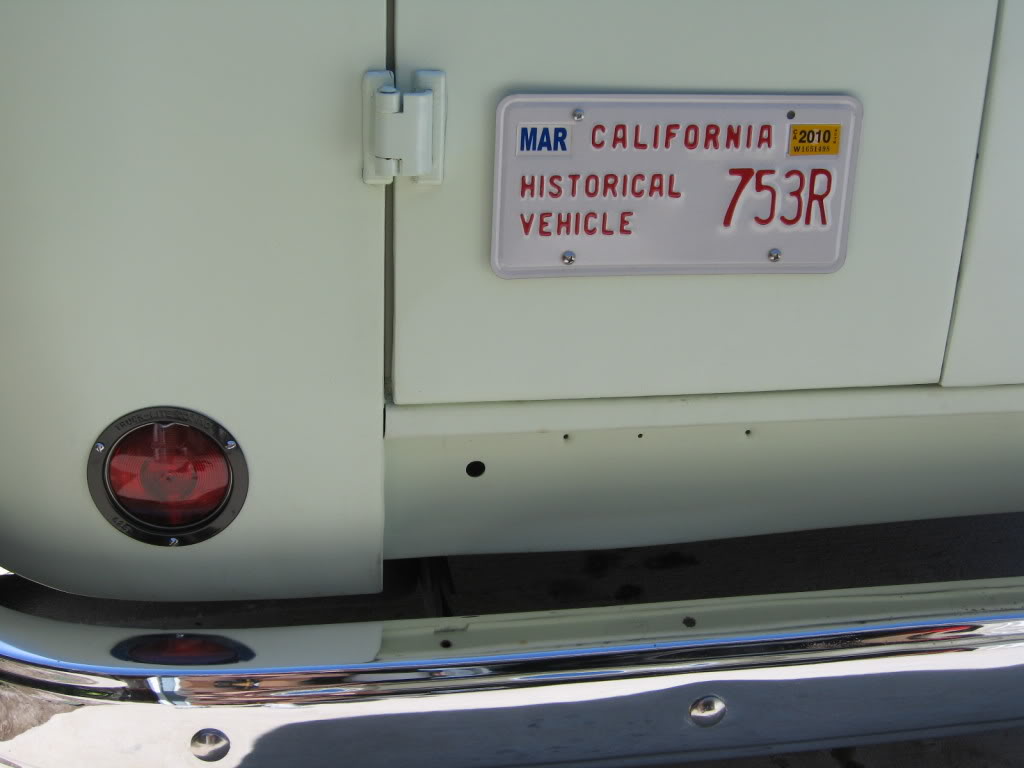 MAR CALIFORNIA 2010
HISTORICAL 753R
VEHICLE